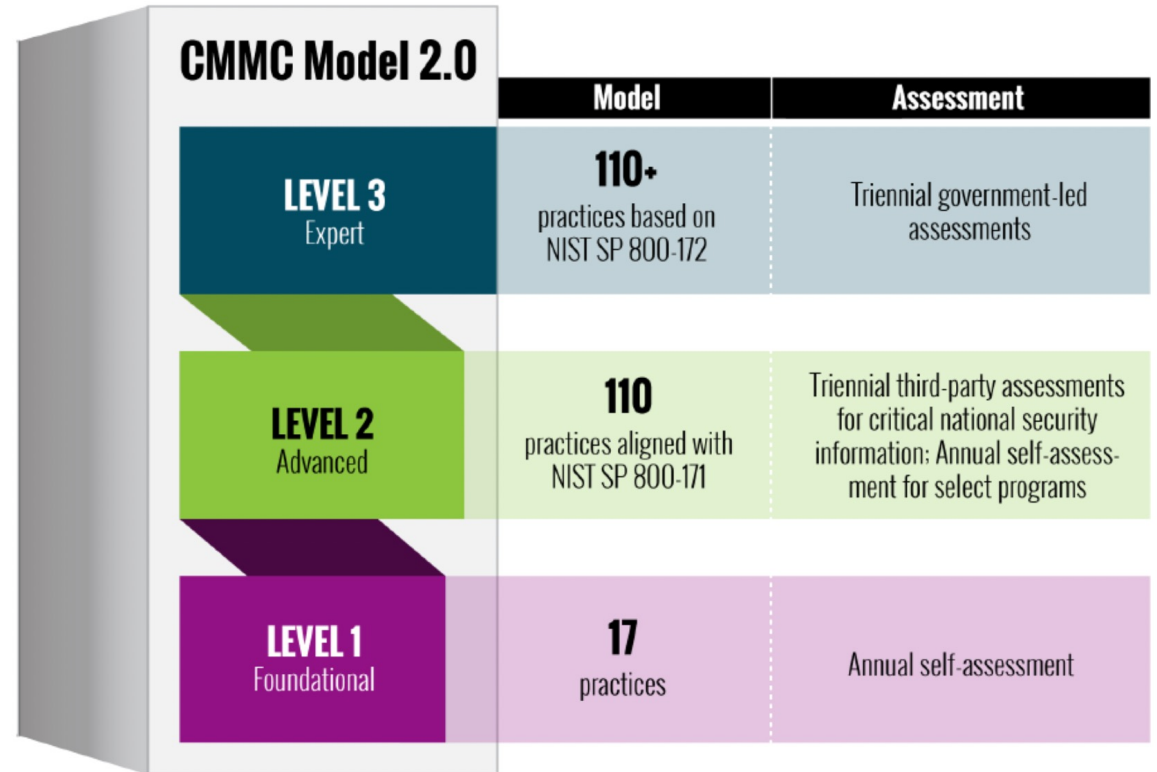 CMMC Model 2.0
Model
Assessment
LEVEL 3
Expert
110+
practices based on
NIST SP 800-172
Triennial government-led
assessments
LEVEL 2
Advanced
110
practices aligned with
NIST SP 800-171
Triennial third-party assessments
for critical national security
information; Annual self-assess-
ment for select programs
LEVEL 1
Foundational
17
practices
Annual self-assessment